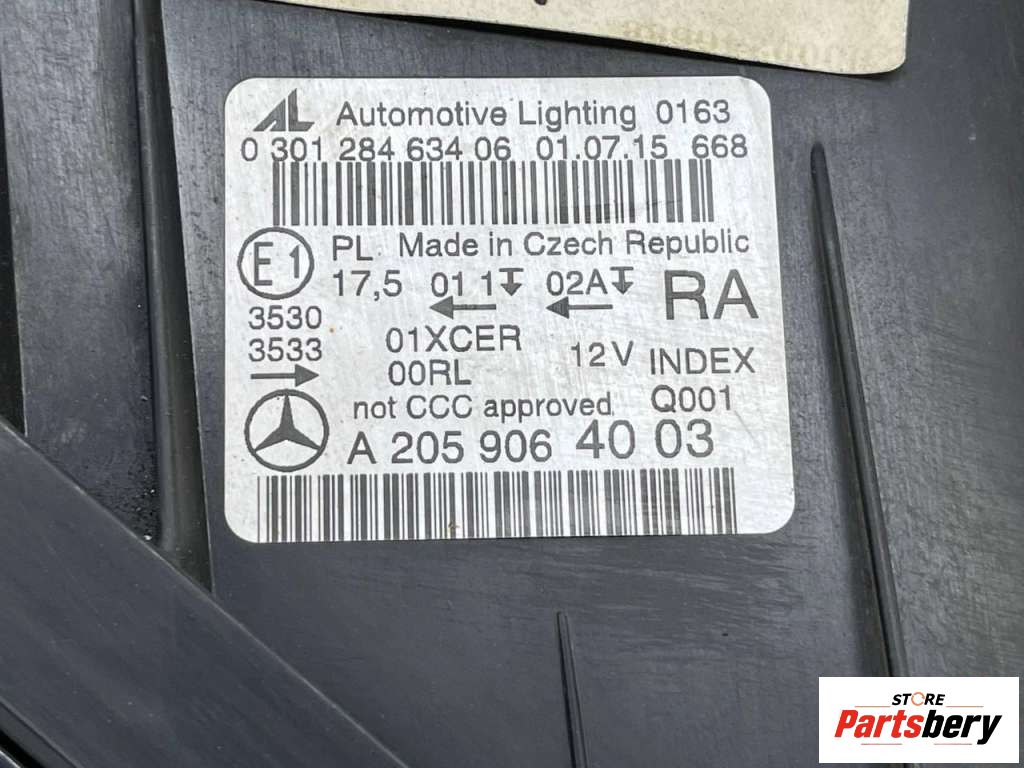 AL Automotive Lighting 0163
0 301 284 634 06 01.07.15 668
E1 PL. Made in Czech Republic
17,5 01 1 02A RA
3530
3533
01XCER
00RL
12V INDEX
not CCC approved. Q001
A 205 906 40 03
STORE
Partsbery